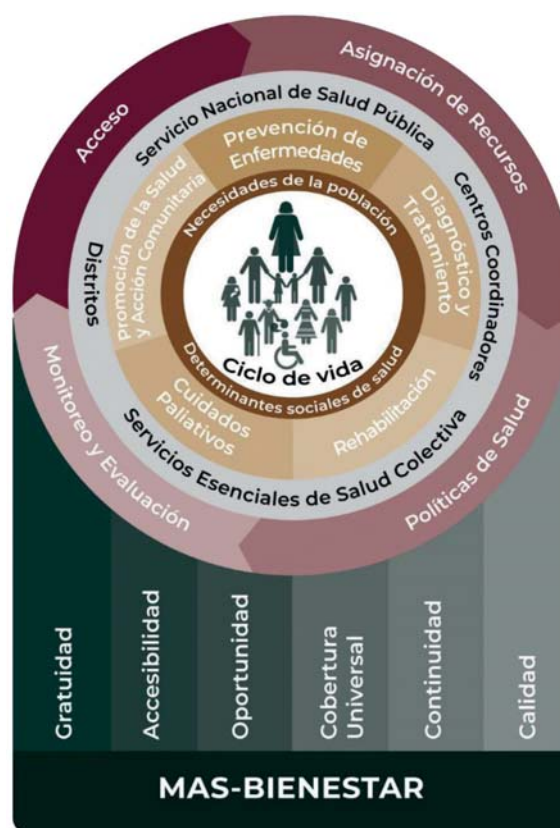 Acceso
Asignación de Recursos
Políticas de Salud
Monitoreo y Evaluación
Servicio Nacional de Salud Pública
Centros Coordinadores
Servicios Esenciales de Salud Colectiva
Distritos
Prevención de
Enfermedades
Diagnóstico y
Tratamiento
Rehabilitación
Cuidados
Paliativos
Promoción de la Salud
y Acción Comunitaria
Necesidades de la población
Determinantes sociales de salud
Ciclo de vida
Gratuidad
Accesibilidad
Oportunidad
Cobertura
Universal
Continuidad
Calidad
MAS-BIENESTAR